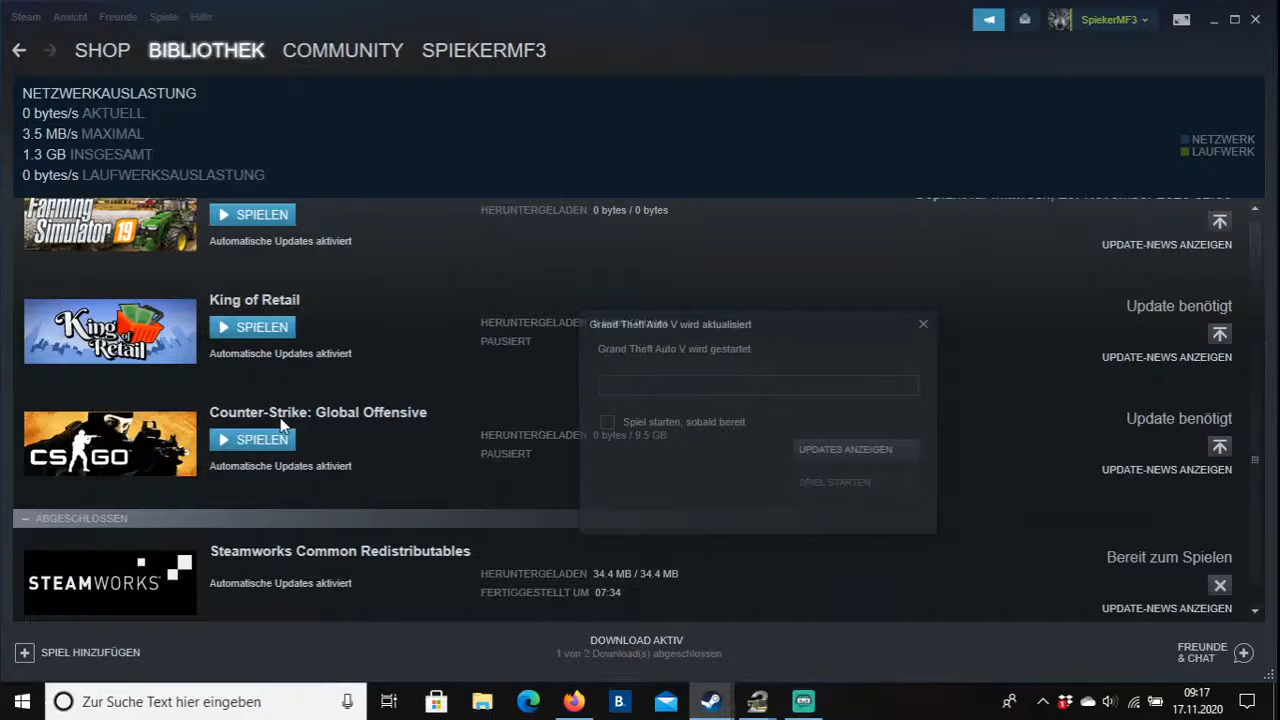 Steam Ansicht Freunde Spiele Hilfe
SpiekerMF3
SHOP BIBLIOTHEK COMMUNITY SPIEKERMF3
NETZWERKAUSLASTUNG
0 bytes/s AKTUELL
3.5 MB/s MAXIMAL
1.3 GB INSGESAMT
0 bytes/s LAUFWERKSAUSLASTUNG
NETZWERK
LAUFWERK
FARMING SIMULATOR 19
SPIELEN
Automatische Updates aktiviert
HERUNTERGELADEN 0 bytes / 0 bytes
UPDATE-NEWS ANZEIGEN
King of Retail
King of Retail
SPIELEN
Automatische Updates aktiviert
HERUNTERGELADEN
PAUSIERT
Update benötigt
UPDATE-NEWS ANZEIGEN
Grand Theft Auto V wird aktualisiert
Grand Theft Auto V wird gestartet
Spiel starten, sobald bereit
UPDATES ANZEIGEN
SPIEL STARTEN
CS GO
Counter-Strike: Global Offensive
SPIELEN
Automatische Updates aktiviert
HERUNTERGELADEN 0 bytes / 9.5 GB
PAUSIERT
Update benötigt
UPDATE-NEWS ANZEIGEN
ABGESCHLOSSEN
STEAMWORKS
Steamworks Common Redistributables
Automatische Updates aktiviert
HERUNTERGELADEN 34.4 MB / 34.4 MB
FERTIGGESTELLT UM 07:34
Bereit zum Spielen
UPDATE-NEWS ANZEIGEN
SPIEL HINZUFÜGEN
DOWNLOAD AKTIV
1 von 2 Download(s) abgeschlossen
FREUNDE
& CHAT
Zur Suche Text hier eingeben
B.
09:17
17.11.2020